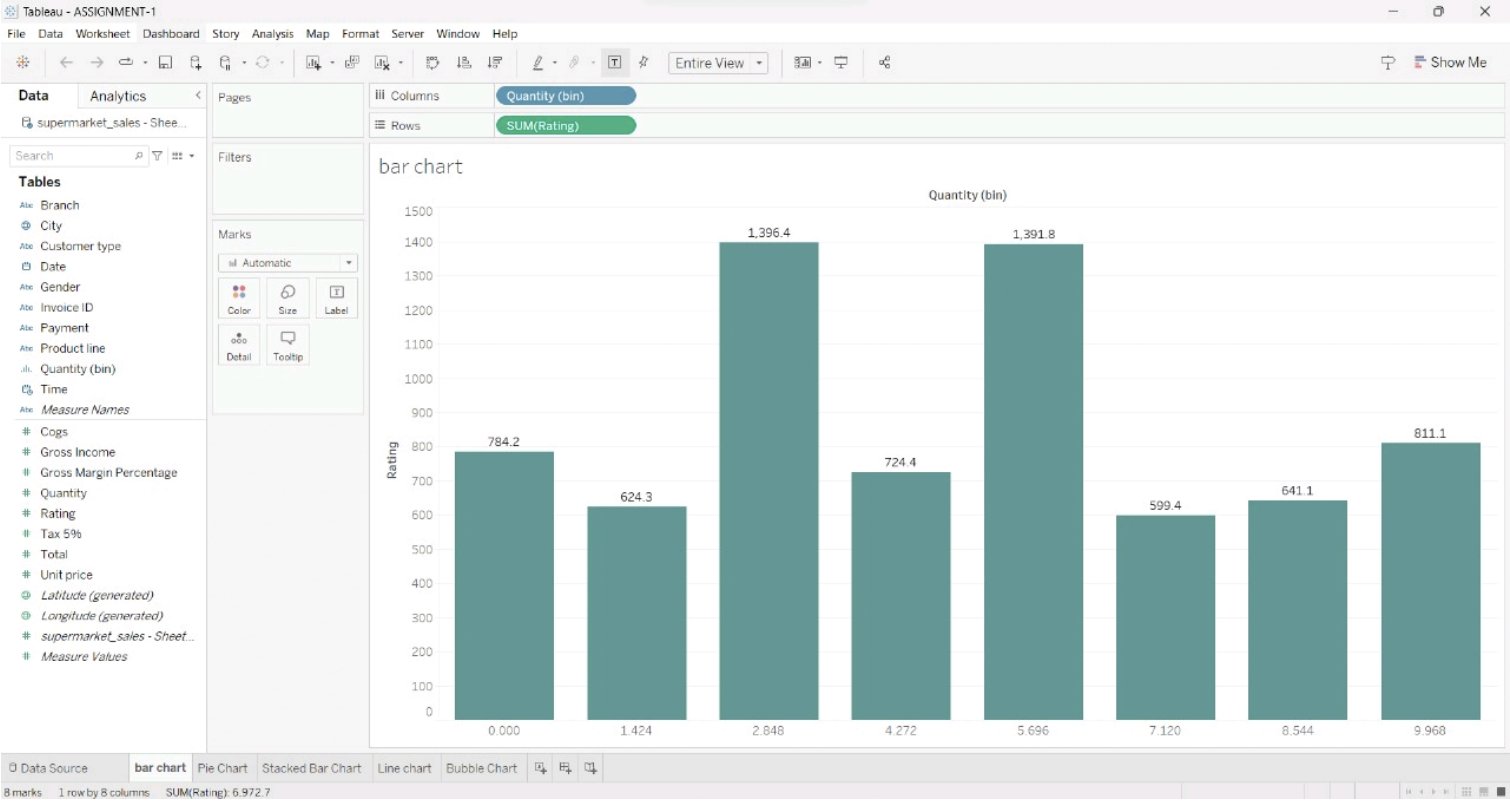 Tableau - ASSIGNMENT-1
File Data Worksheet Dashboard Story Analysis Map Format Server Window Help
Entire View
Show Me
Data Analytics
supermarket_sales - Shee...
Search
Tables
Abc Branch
City
Abc Customer type
Date
Abc Gender
Abc Invoice ID
Abc Payment
Abc Product line
Quantity (bin)
Time
Abc Measure Names
# Cogs
# Gross Income
# Gross Margin Percentage
# Quantity
# Rating
# Tax 5%
# Total
# Unit price
Latitude (generated)
Longitude (generated)
# supermarket_sales - Sheet...
# Measure Values
Pages
Filters
Marks
Automatic
Color Size Label
Detail Tooltip
Columns Quantity (bin)
Rows SUM(Rating)
bar chart
Quantity (bin)
Rating
1500
1400
1300
1200
1100
1000
900
800
700
600
500
400
300
200
100
0
784.2
624.3
1,396.4
724.4
1,391.8
599.4
641.1
811.1
0.000 1.424 2.848 4.272 5.696 7.120 8.544 9.968
Data Source bar chart Pie Chart Stacked Bar Chart Line chart Bubble Chart
8 marks 1 row by 8 columns SUM(Rating): 6,972.7